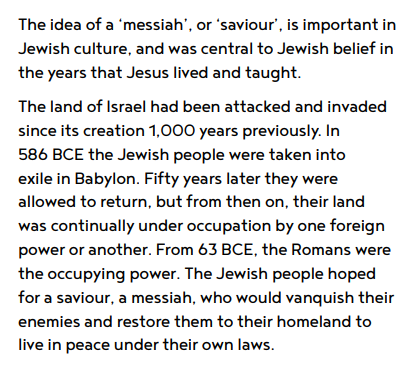 The idea of a ‘messiah’, or ‘saviour’, is important in
Jewish culture, and was central to Jewish belief in
the years that Jesus lived and taught.
The land of Israel had been attacked and invaded
since its creation 1,000 years previously. In
586 BCE the Jewish people were taken into
exile in Babylon. Fifty years later they were
allowed to return, but from then on, their land
was continually under occupation by one foreign
power or another. From 63 BCE, the Romans were
the occupying power. The Jewish people hoped
for a saviour, a messiah, who would vanquish their
enemies and restore them to their homeland to
live in peace under their own laws.